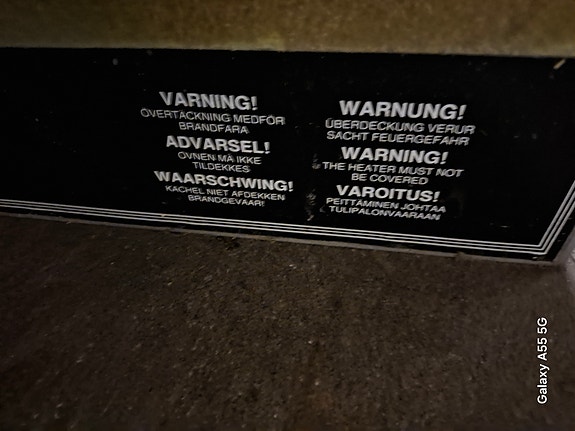 VARNING!
ÖVERTÄCKNING MEDFÖR
BRANDFARA
ADVARSEL!
OVNEN MÅ IKKE
TILDEKKES
WAARSCHWING!
KACHEL NIET AFDEKKEN
BRANDGEVAAR!
WARNUNG!
ÜBERDECKUNG VERUR
SACHT FEUERGEFAHR
WARNING!
THE HEATER MUST NOT
BE COVERED
VAROITUS!
PEITTÄMINEN JOHTAA
TULIPALONVAARAAN
Galaxy A55 5G